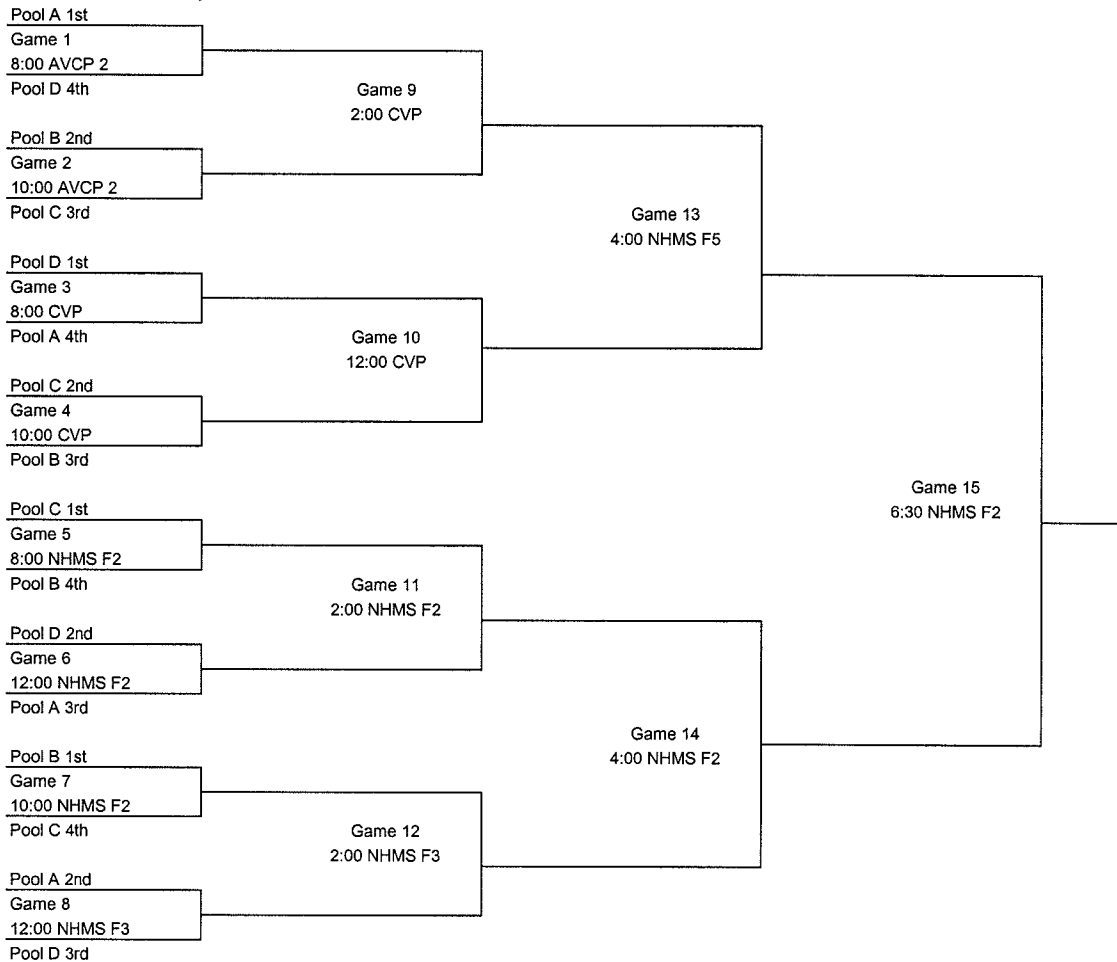 Pool A 1st
Game 1
8:00 AVCP 2
Pool D 4th
Game 9
2:00 CVP
Pool B 2nd
Game 2
10:00 AVCP 2
Pool C 3rd
Game 13
4:00 NHMS F5
Pool D 1st
Game 3
8:00 CVP
Pool A 4th
Game 10
12:00 CVP
Pool C 2nd
Game 4
10:00 CVP
Pool B 3rd
Game 15
6:30 NHMS F2
Pool C 1st
Game 5
8:00 NHMS F2
Pool B 4th
Game 11
2:00 NHMS F2
Pool D 2nd
Game 6
12:00 NHMS F2
Pool A 3rd
Game 14
4:00 NHMS F2
Pool B 1st
Game 7
10:00 NHMS F2
Pool C 4th
Game 12
2:00 NHMS F3
Pool A 2nd
Game 8
12:00 NHMS F3
Pool D 3rd